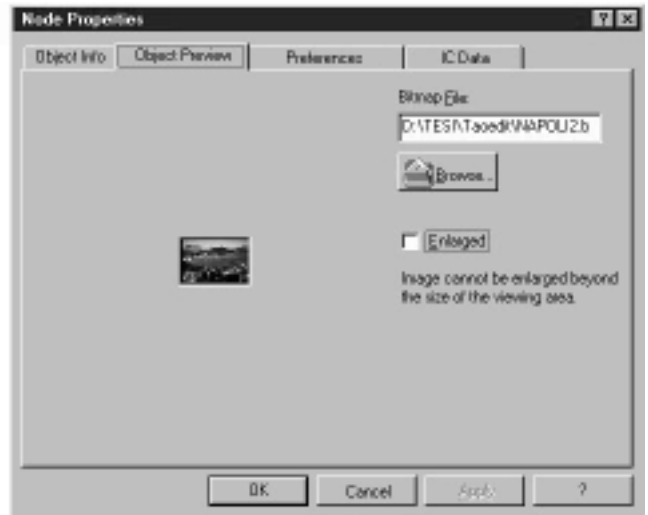 Node Properties
? ×
Object Info Object Preview Preferences IC Data
Bitmap File:
D:\TESI\Taoedit\NAPOLI2.b
Browse...
Enlarged
Image cannot be enlarged beyond
the size of the viewing area.
OK Cancel Apply ?